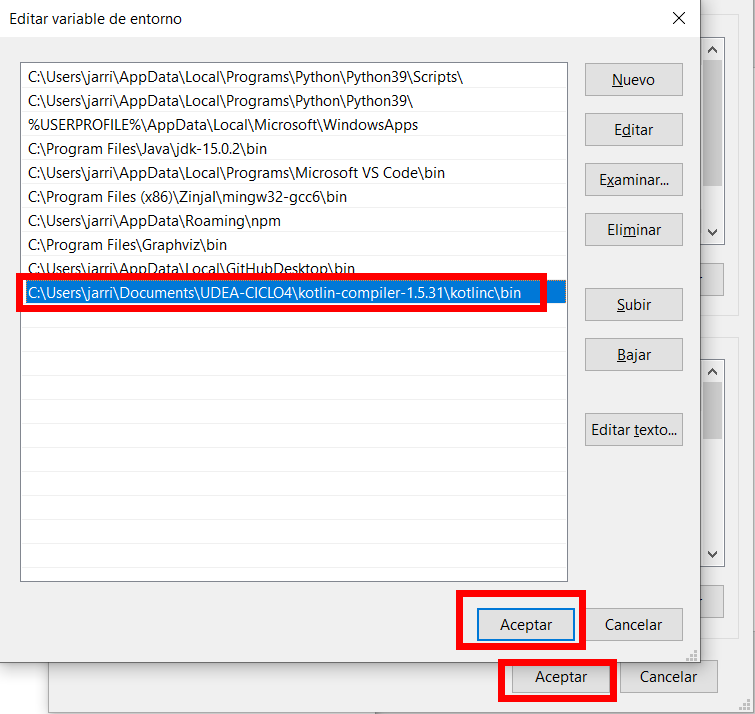 Editar variable de entorno
C:\Users\jarri\AppData\Local\Programs\Python\Python39\Scripts\
C:\Users\jarri\AppData\Local\Programs\Python\Python39\
%USERPROFILE%\AppData\Local\Microsoft\WindowsApps
C:\Program Files\Java\jdk-15.0.2\bin
C:\Users\jarri\AppData\Local\Programs\Microsoft VS Code\bin
C:\Program Files (x86)\ZinjaI\mingw32-gcc6\bin
C:\Users\jarri\AppData\Roaming\npm
C:\Program Files\Graphviz\bin
C:\Users\jarri\AppData\Local\GitHubDesktop\bin
C:\Users\jarri\Documents\UDEA-CICLO4\kotlin-compiler-1.5.31\kotlinc\bin
Nuevo
Editar
Examinar...
Eliminar
Subir
Bajar
Editar texto...
Aceptar
Cancelar
Aceptar
Cancelar